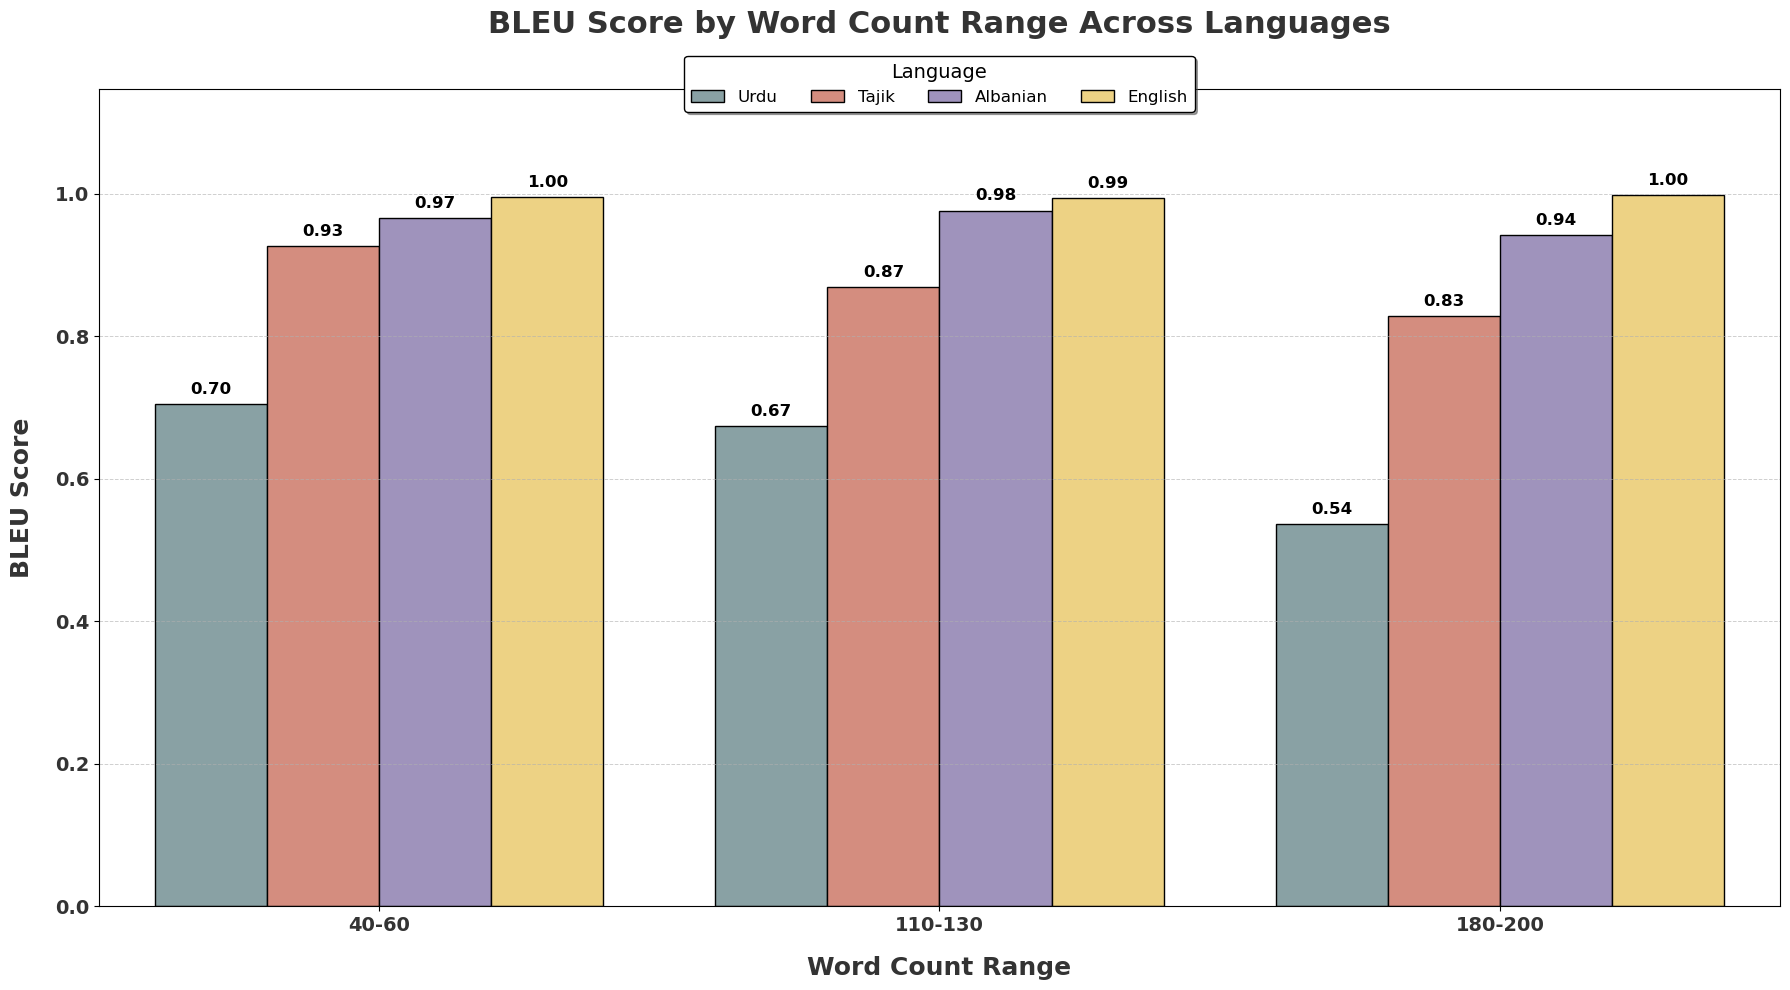 BLEU Score by Word Count Range Across Languages
Language
Urdu Tajik Albanian English
BLEU Score
1.0
0.8
0.6
0.4
0.2
0.0
0.70 0.93 0.97 1.00
0.67 0.87 0.98 0.99
0.54 0.83 0.94 1.00
40-60 110-130 180-200
Word Count Range